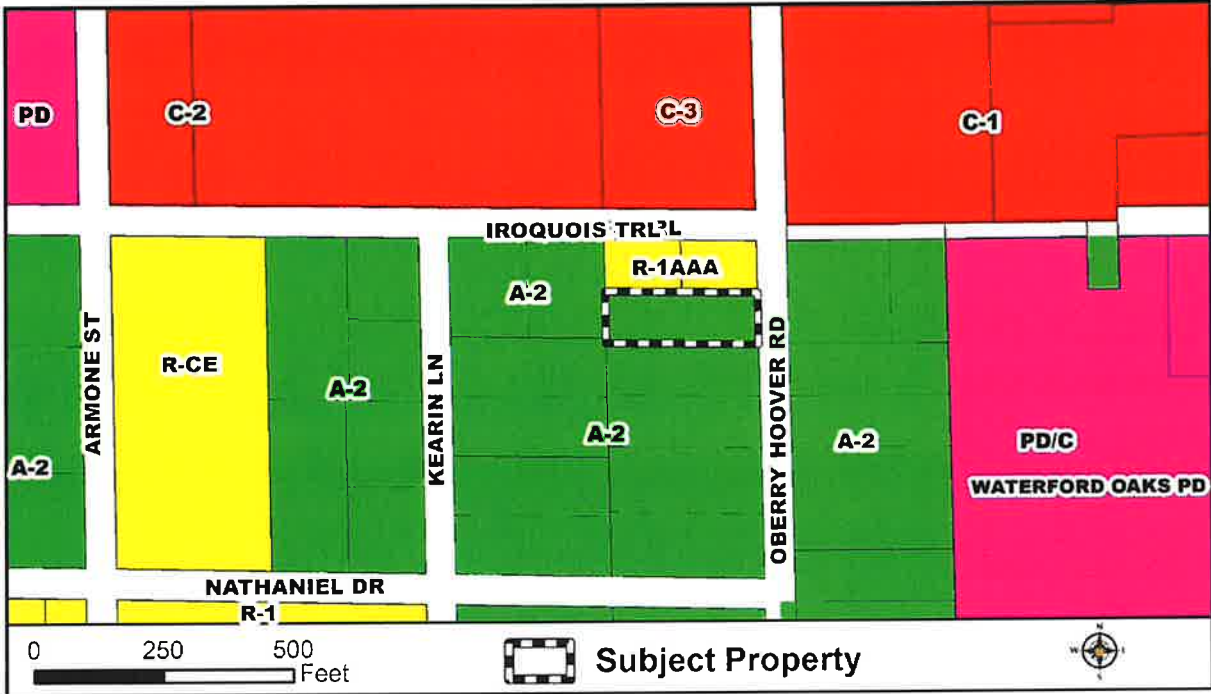 PD
C-2
C-3
C-1
IROQUOIS TRL
R-1AAA
A-2
ARMONE ST
R-CE
A-2
KEARIN LN
A-2
OBERRY HOOVER RD
A-2
PD/C
A-2
WATERFORD OAKS PD
NATHANIEL DR
R-1
0 250 500
Feet
Subject Property
N
W
S